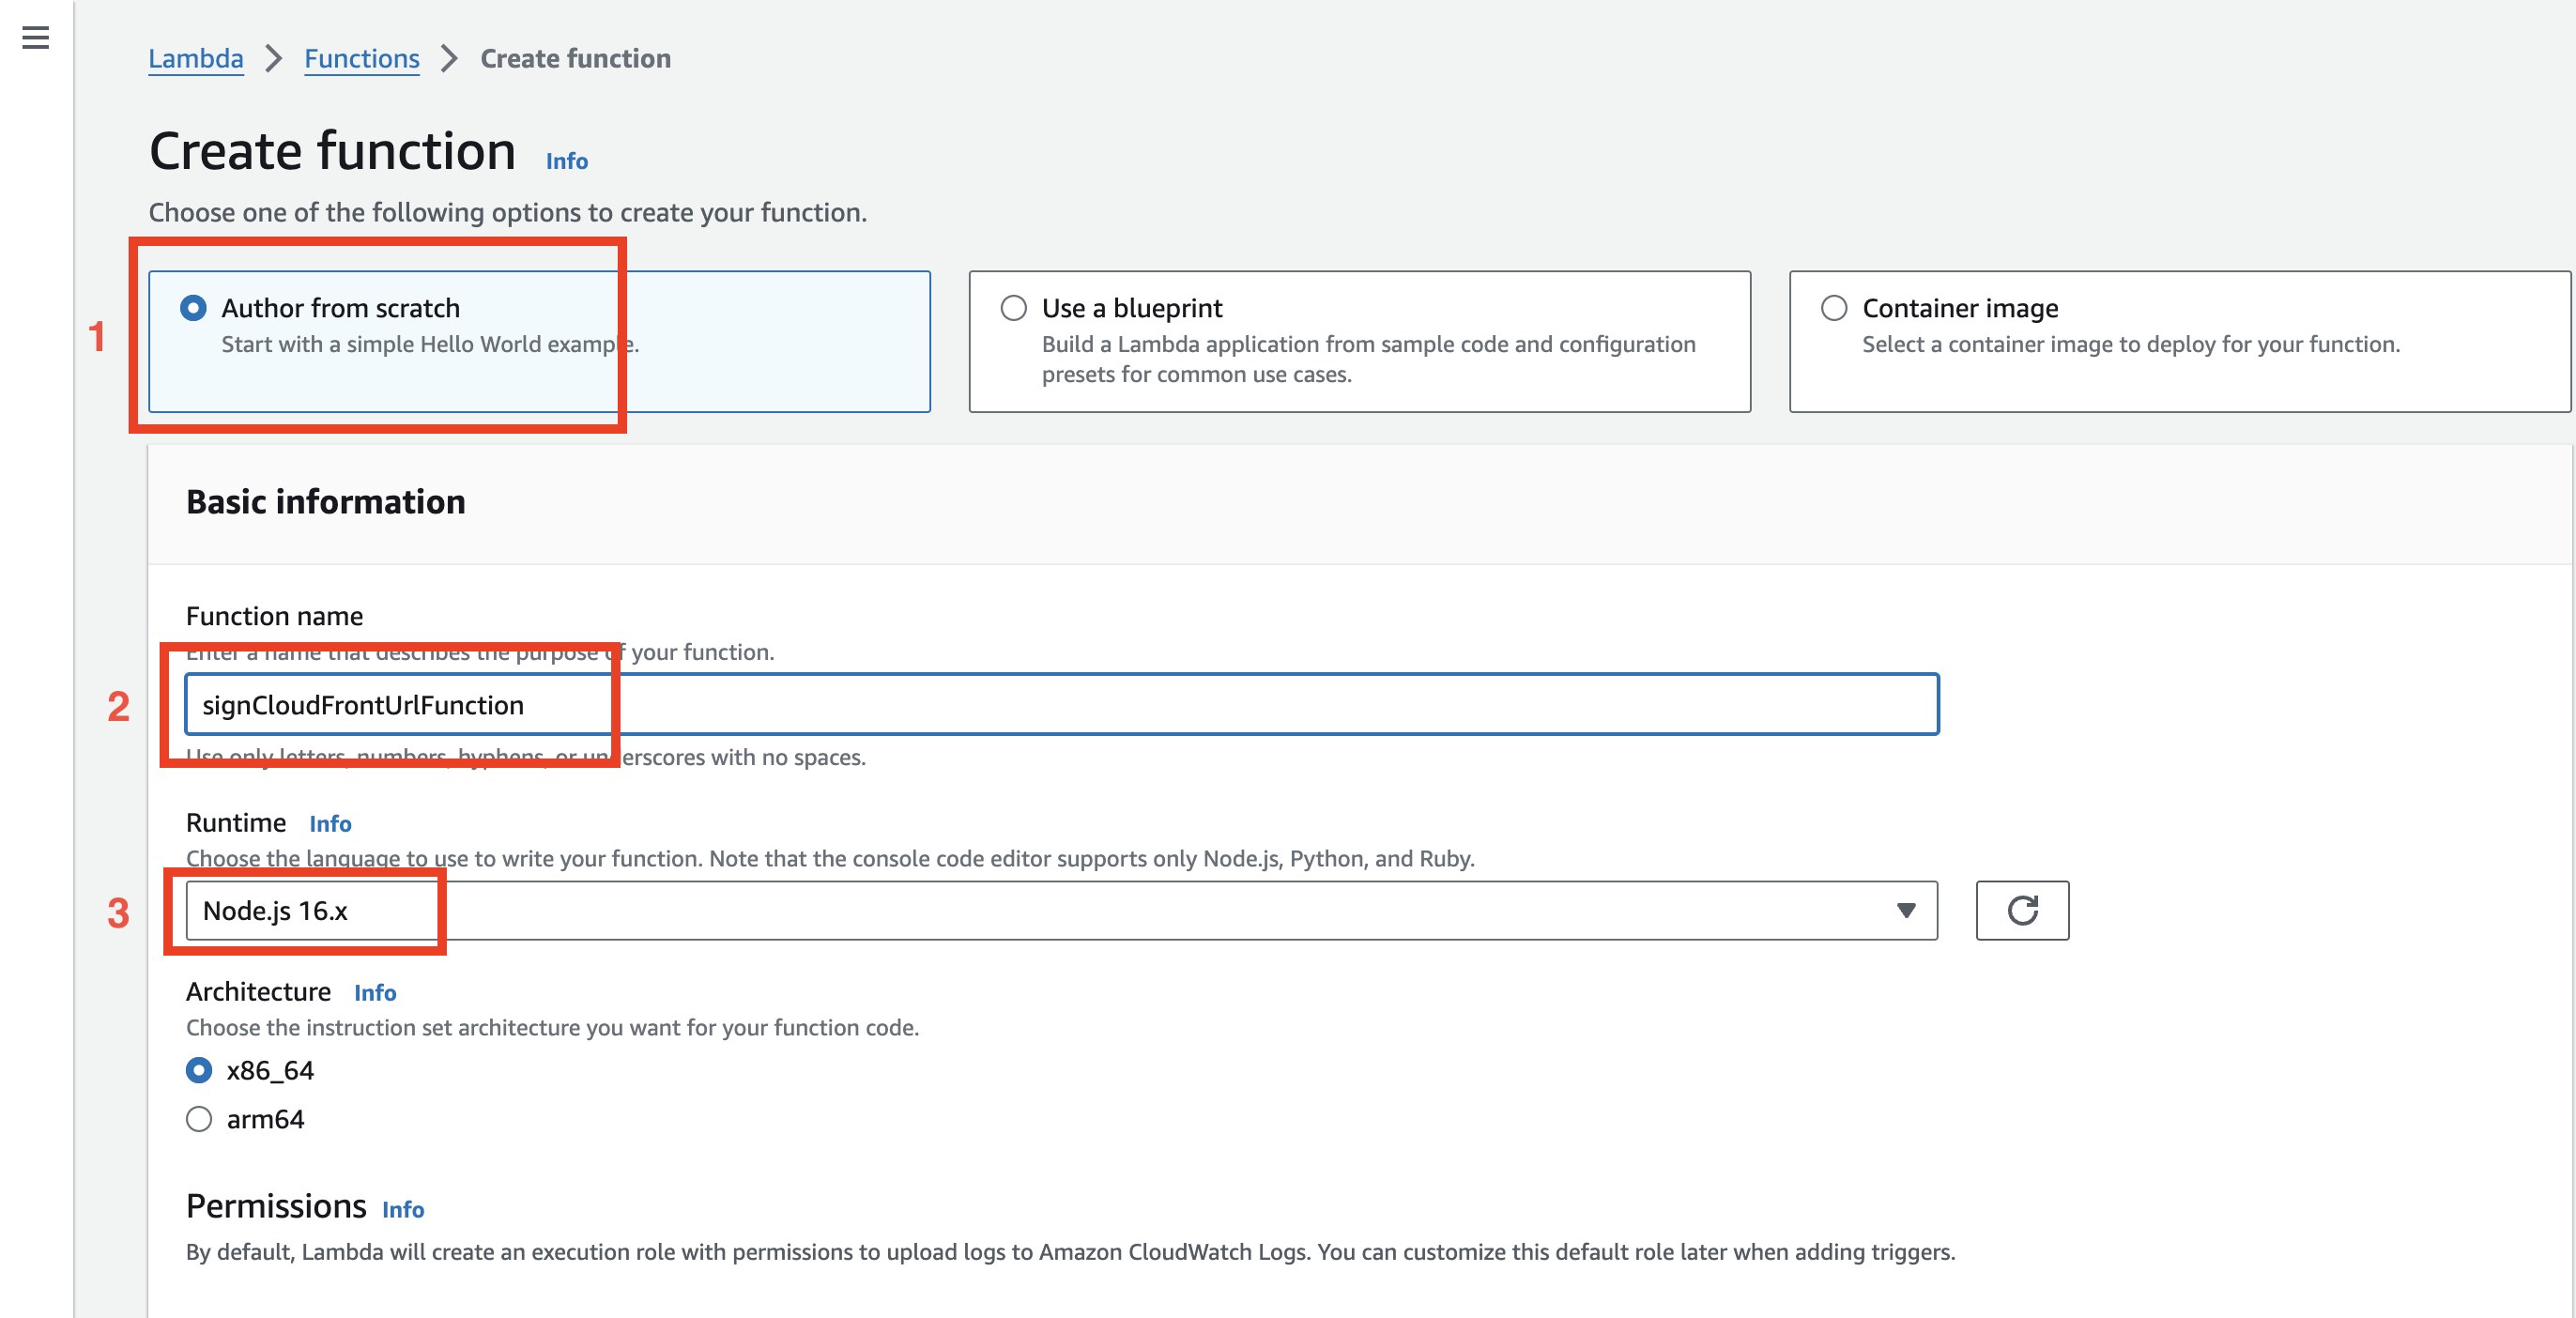 Lambda > Functions > Create function
Create function Info
Choose one of the following options to create your function.
1
Author from scratch
Start with a simple Hello World example.
Use a blueprint
Build a Lambda application from sample code and configuration
presets for common use cases.
Container image
Select a container image to deploy for your function.
Basic information
Function name
Enter a name that describes the purpose of your function.
2
signCloudFrontUrlFunction
Use only letters, numbers, hyphens, or underscores with no spaces.
Runtime Info
Choose the language to use to write your function. Note that the console code editor supports only Node.js, Python, and Ruby.
3
Node.js 16.x
Architecture Info
Choose the instruction set architecture you want for your function code.
x86_64
arm64
Permissions Info
By default, Lambda will create an execution role with permissions to upload logs to Amazon CloudWatch Logs. You can customize this default role later when adding triggers.